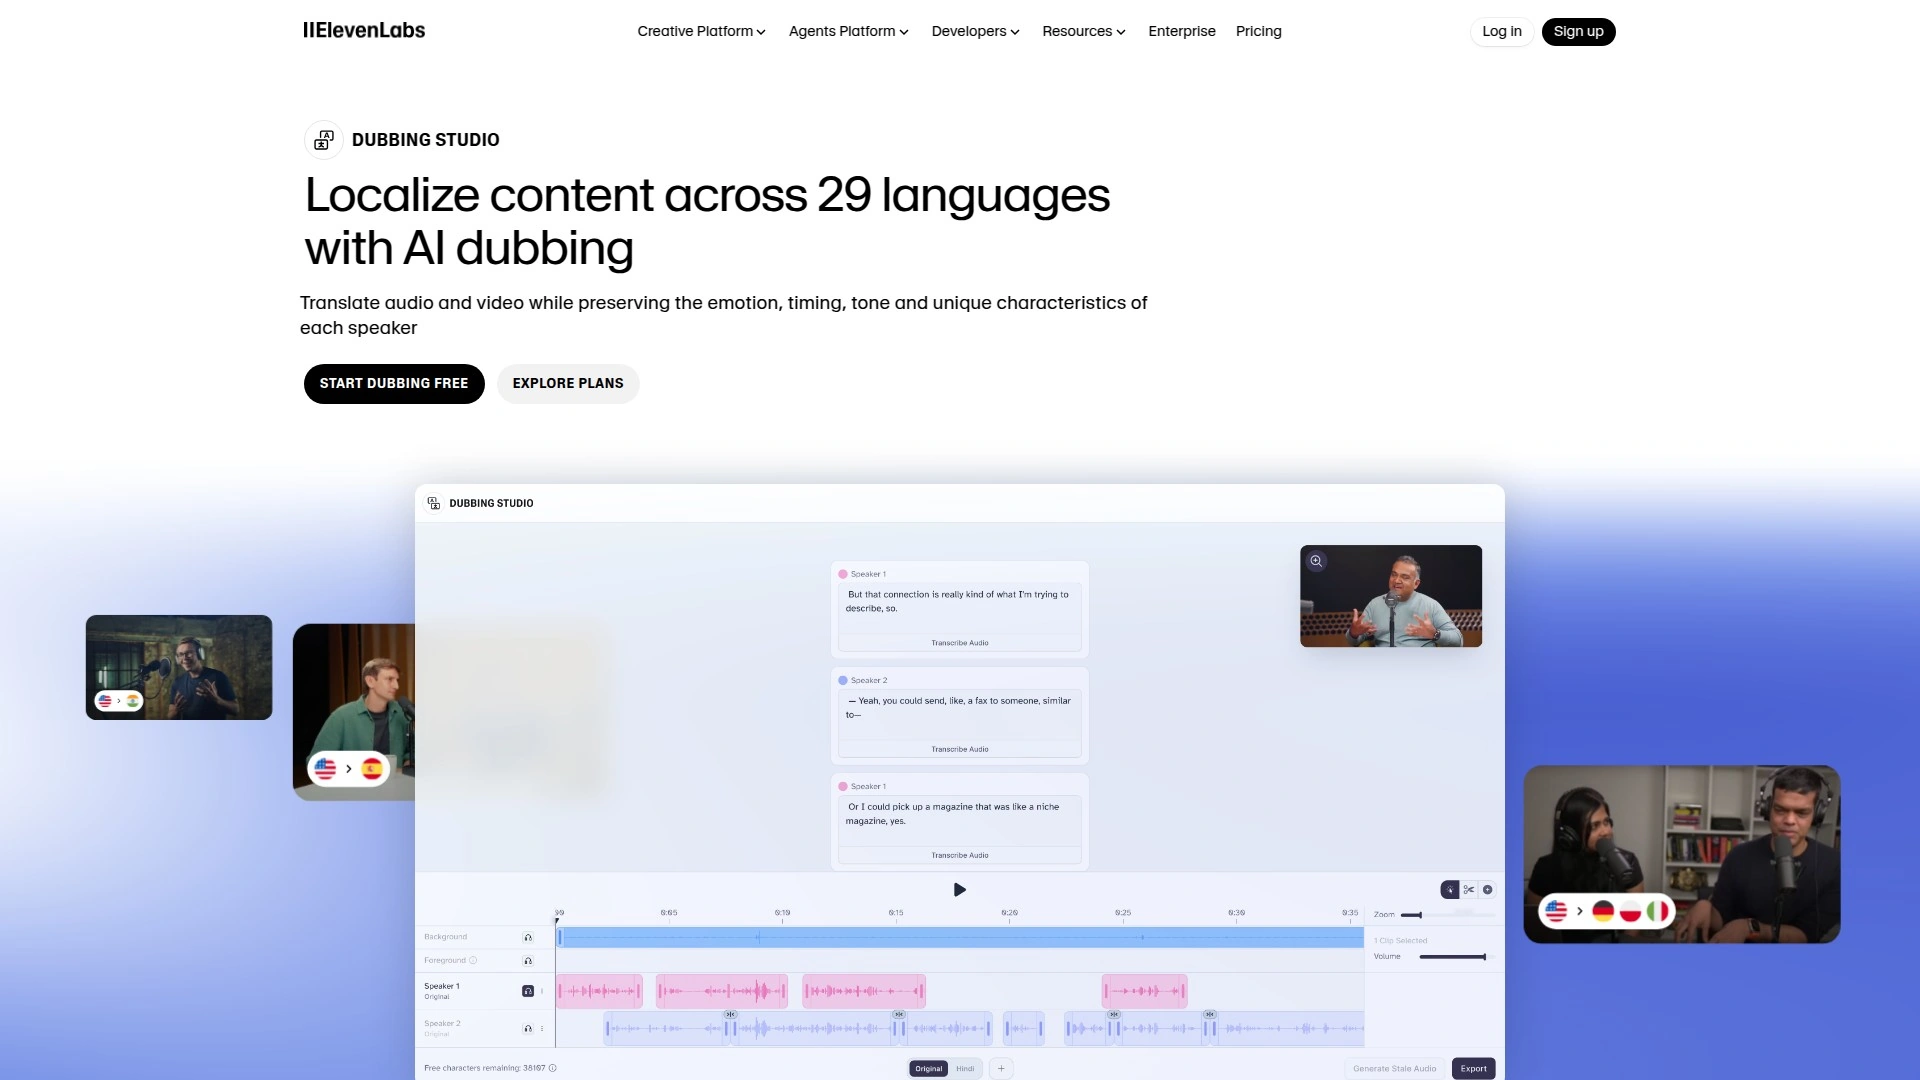 IIElevenLabs
Creative Platform
Agents Platform
Developers
Resources
Enterprise
Pricing
Log in
Sign up
DUBBING STUDIO
Localize content across 29 languages
with AI dubbing
Translate audio and video while preserving the emotion, timing, tone and unique characteristics of
each speaker
START DUBBING FREE
EXPLORE PLANS
DUBBING STUDIO
Speaker 1
But that connection is really kind of what I'm trying to
describe, so.
Transcribe Audio
Speaker 2
— Yeah, you could send, like, a fax to someone, similar
to—
Transcribe Audio
Speaker 1
Or I could pick up a magazine that was like a niche
magazine, yes.
Transcribe Audio
0:05
0:10
0:15
0:20
0:25
0:30
0:35
Zoom
Background
1 Clip Selected
Foreground
Volume
Speaker 1
Original
Speaker 2
Original
Free characters remaining: 38107
Original
Hindi
+
Generate Stale Audio
Export